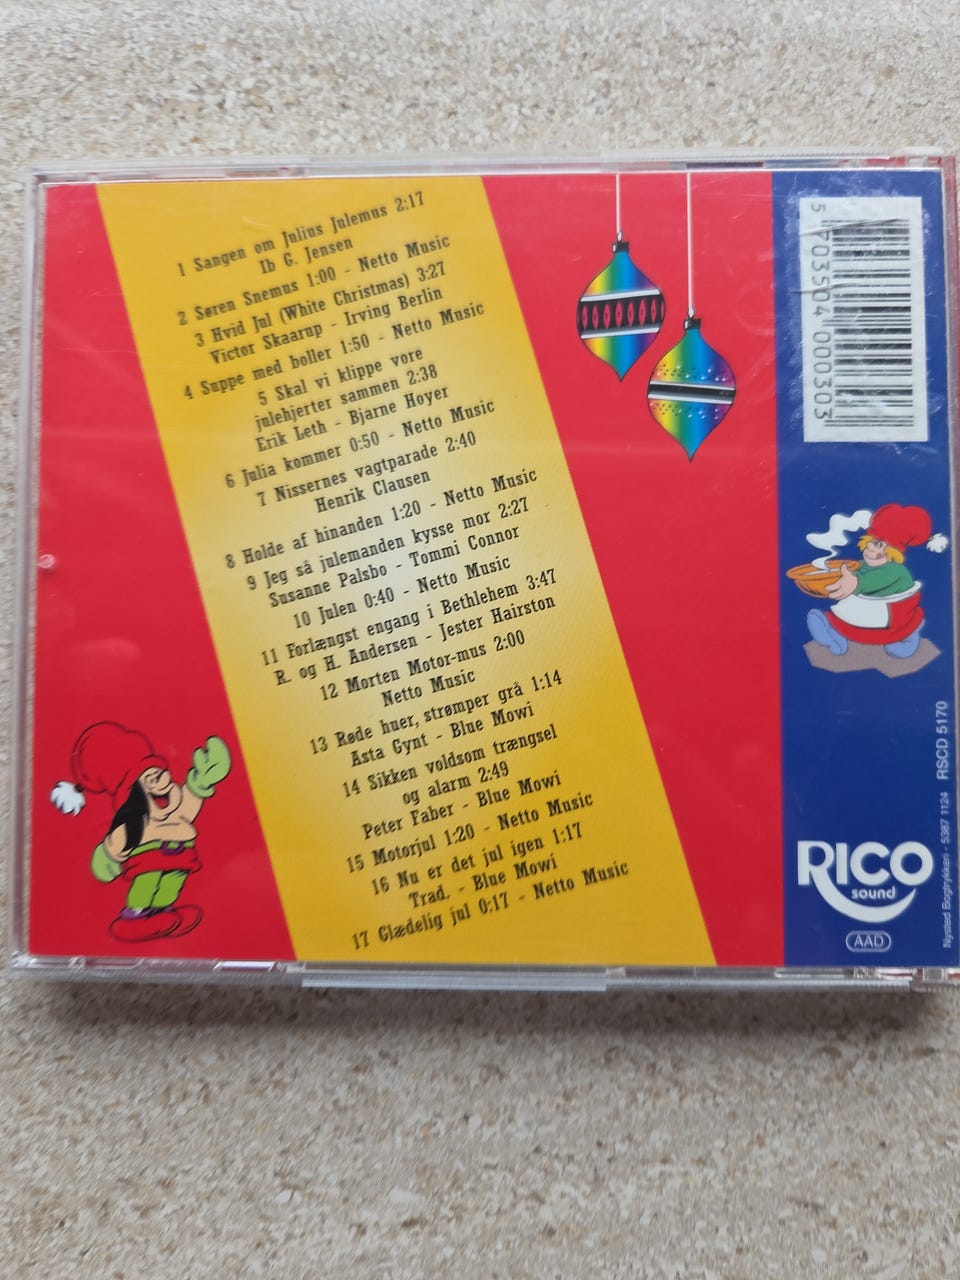 1 Sangen om Julius Julemus 2:17
Ib G. Jensen
2 Søren Snemus 1:00 - Netto Music
3 Hvid Jul (White Christmas) 3:27
Victor Skaarup - Irving Berlin
4 Suppe med boller 1:50 - Netto Music
5 Skal vi klippe vore
julehjerter sammen 2:38
Erik Leth - Bjarne Hoyer
6 Julia kommer 0:50 - Netto Music
7 Nissernes vagtparade 2:40
Henrik Clausen
8 Holde af hinanden 1:20 - Netto Music
9 Jeg så julemanden kysse mor 2:27
Susanne Palsbo - Tommi Connor
10 Julen 0:40 - Netto Music
11 Forlængst engang i Bethlehem 3:47
R. og H. Andersen - Jester Hairston
12 Morten Motor-mus 2:00
Netto Music
13 Røde huer, strømper grå 1:14
Asta Gynt - Blue Mowi
14 Sikken voldsom trængsel
og alarm 2:49
Peter Faber - Blue Mowi
15 Motorjul 1:20 - Netto Music
16 Nu er det jul igen 1:17
Trad. - Blue Mowi
17 Glædelig jul 0:17 - Netto Music
5 703504 000303
RICO
sound
AAD
Nysted Bogtrykkeri - 5387 1124 RSCD 5170